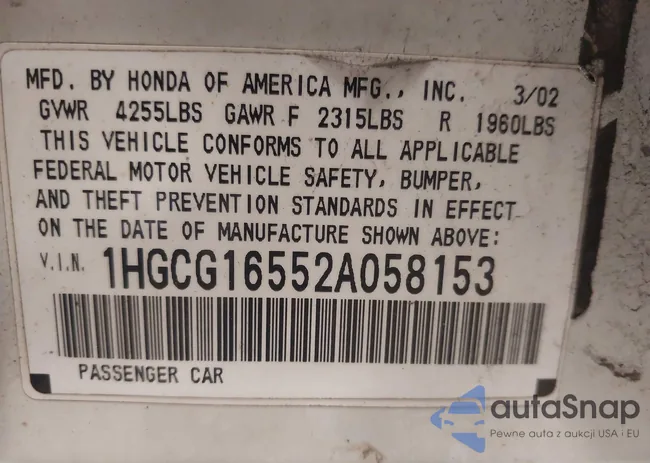 MFD. BY HONDA OF AMERICA MFG., INC. 3/02
GVWR 4255LBS GAWR F 2315LBS R 1960LBS
THIS VEHICLE CONFORMS TO ALL APPLICABLE
FEDERAL MOTOR VEHICLE SAFETY, BUMPER,
AND THEFT PREVENTION STANDARDS IN EFFECT
ON THE DATE OF MANUFACTURE SHOWN ABOVE:
V.I.N. 1HGCG16552A058153
PASSENGER CAR
autaSnap
Pewne auta z aukcji USA i EU